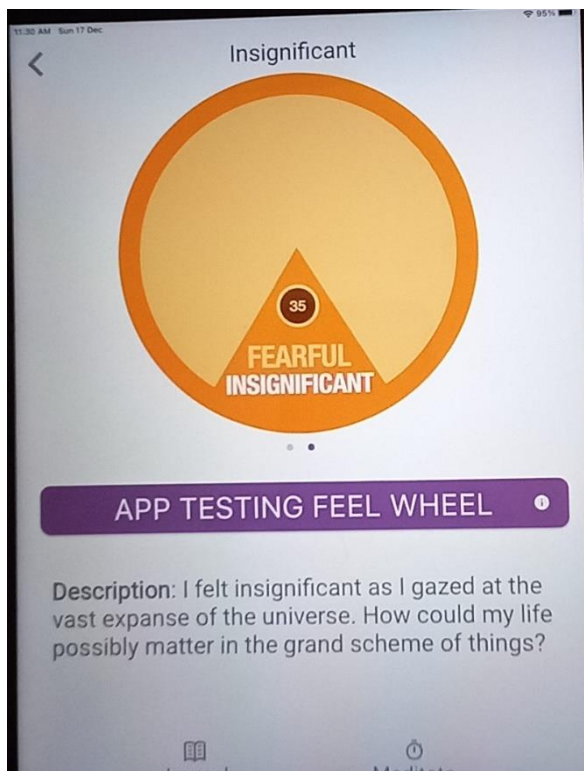 11:30 AM Sun 17 Dec
95%
Insignificant
35
FEARFUL
INSIGNIFICANT
APP TESTING FEEL WHEEL
Description: I felt insignificant as I gazed at the
vast expanse of the universe. How could my life
possibly matter in the grand scheme of things?